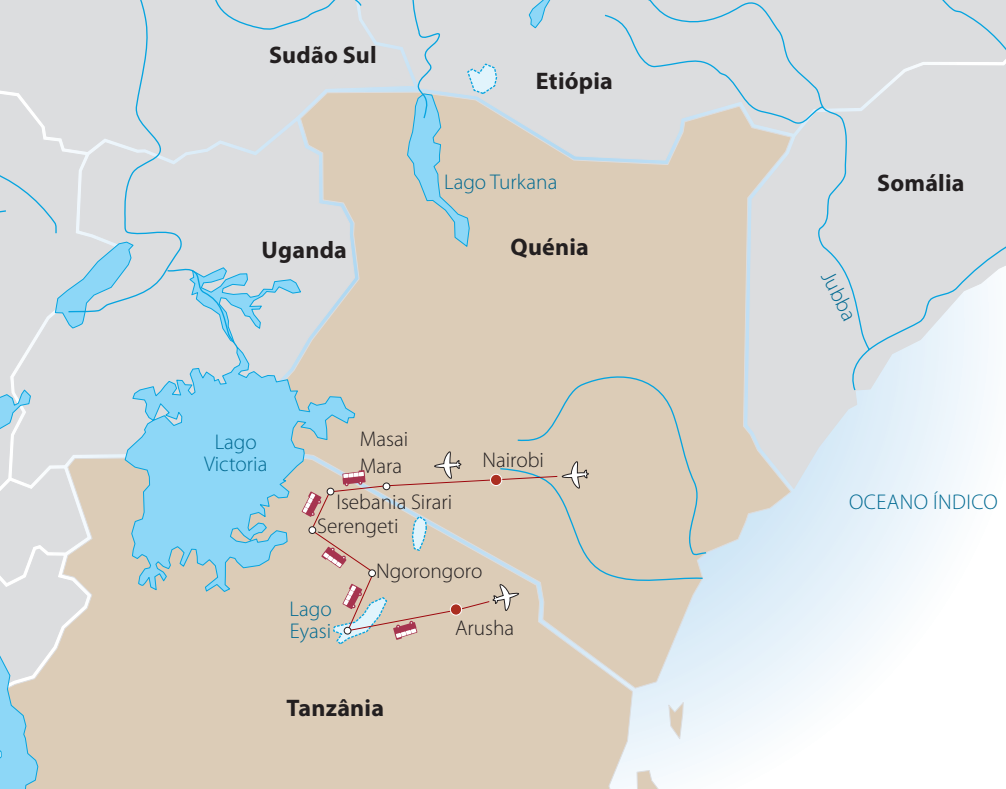 Sudão Sul
Etiópia
Lago Turkana
Somália
Uganda
Quénia
Jubba
Masai
Mara
Lago
Victoria
Nairobi
Isebania Sirari
OCEANO ÍNDICO
Serengeti
Ngorongoro
Lago
Eyasi
Arusha
Tanzânia